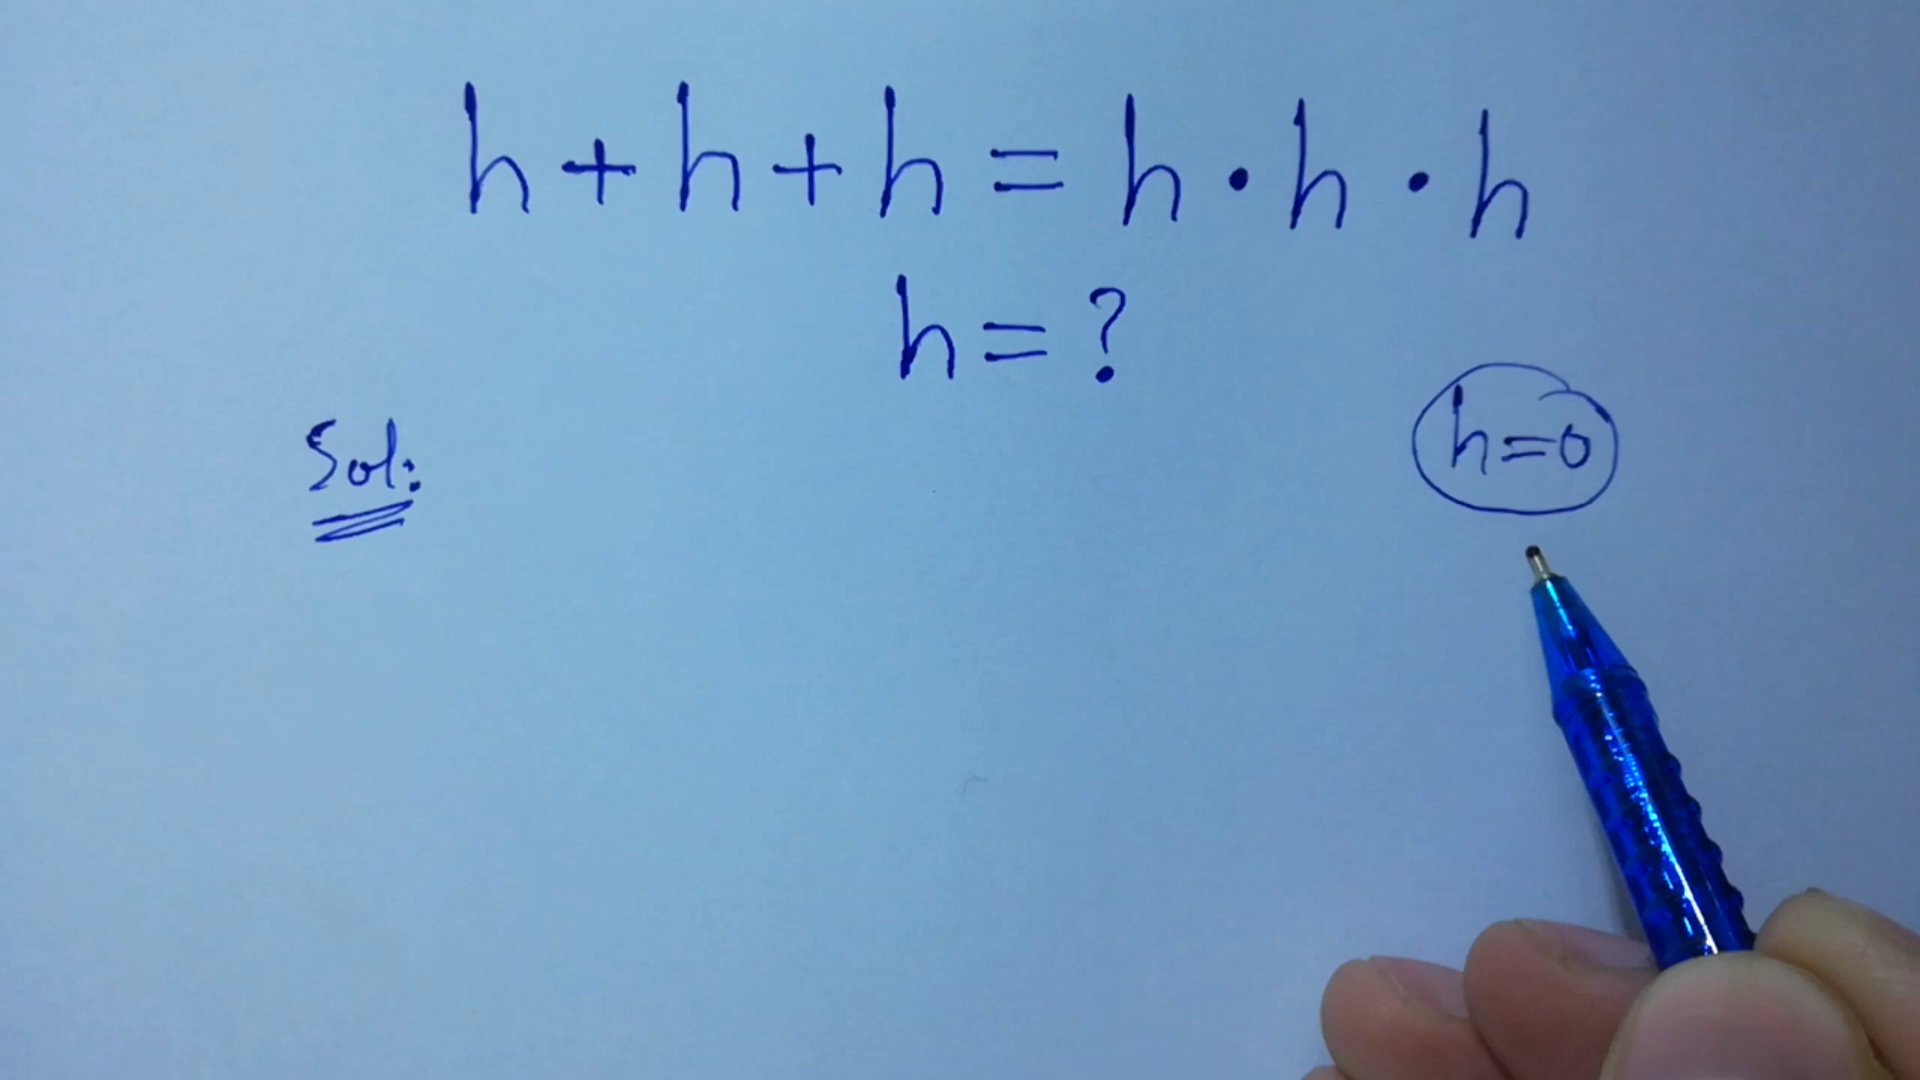 h + h + h = h · h · h
h = ?
h = 0
Sol: